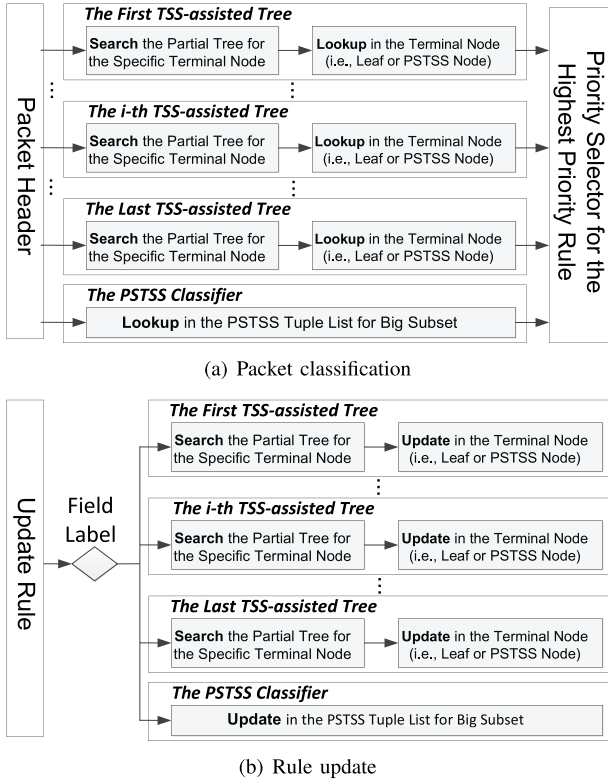 Packet Header
The First TSS-assisted Tree
Search the Partial Tree for
the Specific Terminal Node
Lookup in the Terminal Node
(i.e., Leaf or PSTSS Node)
The i-th TSS-assisted Tree
Search the Partial Tree for
the Specific Terminal Node
Lookup in the Terminal Node
(i.e., Leaf or PSTSS Node)
The Last TSS-assisted Tree
Search the Partial Tree for
the Specific Terminal Node
Lookup in the Terminal Node
(i.e., Leaf or PSTSS Node)
The PSTSS Classifier
Lookup in the PSTSS Tuple List for Big Subset
Priority Selector for the
Highest Priority Rule
(a) Packet classification
Update Rule
Field
Label
The First TSS-assisted Tree
Search the Partial Tree for
the Specific Terminal Node
Update in the Terminal Node
(i.e., Leaf or PSTSS Node)
The i-th TSS-assisted Tree
Search the Partial Tree for
the Specific Terminal Node
Update in the Terminal Node
(i.e., Leaf or PSTSS Node)
The Last TSS-assisted Tree
Search the Partial Tree for
the Specific Terminal Node
Update in the Terminal Node
(i.e., Leaf or PSTSS Node)
The PSTSS Classifier
Update in the PSTSS Tuple List for Big Subset
(b) Rule update